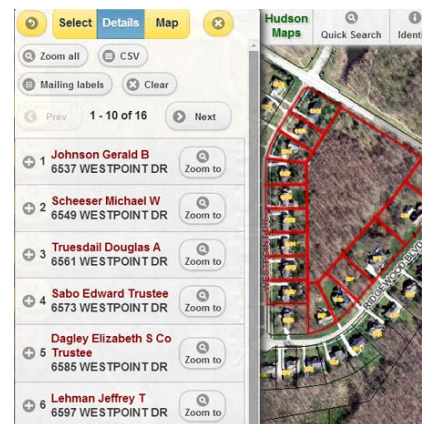 Select Details Map
Hudson Maps
Quick Search
Identi
Zoom all
CSV
Mailing labels
Clear
Prev 1 - 10 of 16 Next
1 Johnson Gerald B
6537 WESTPOINT DR
Zoom to
2 Scheeser Michael W
6549 WESTPOINT DR
Zoom to
3 Truesdail Douglas A
6561 WESTPOINT DR
Zoom to
4 Sabo Edward Trustee
6573 WESTPOINT DR
Zoom to
Dagley Elizabeth S Co
5 Trustee
6585 WESTPOINT DR
Zoom to
6 Lehman Jeffrey T
6597 WESTPOINT DR
Zoom to
RIDGEWOOD BLVD